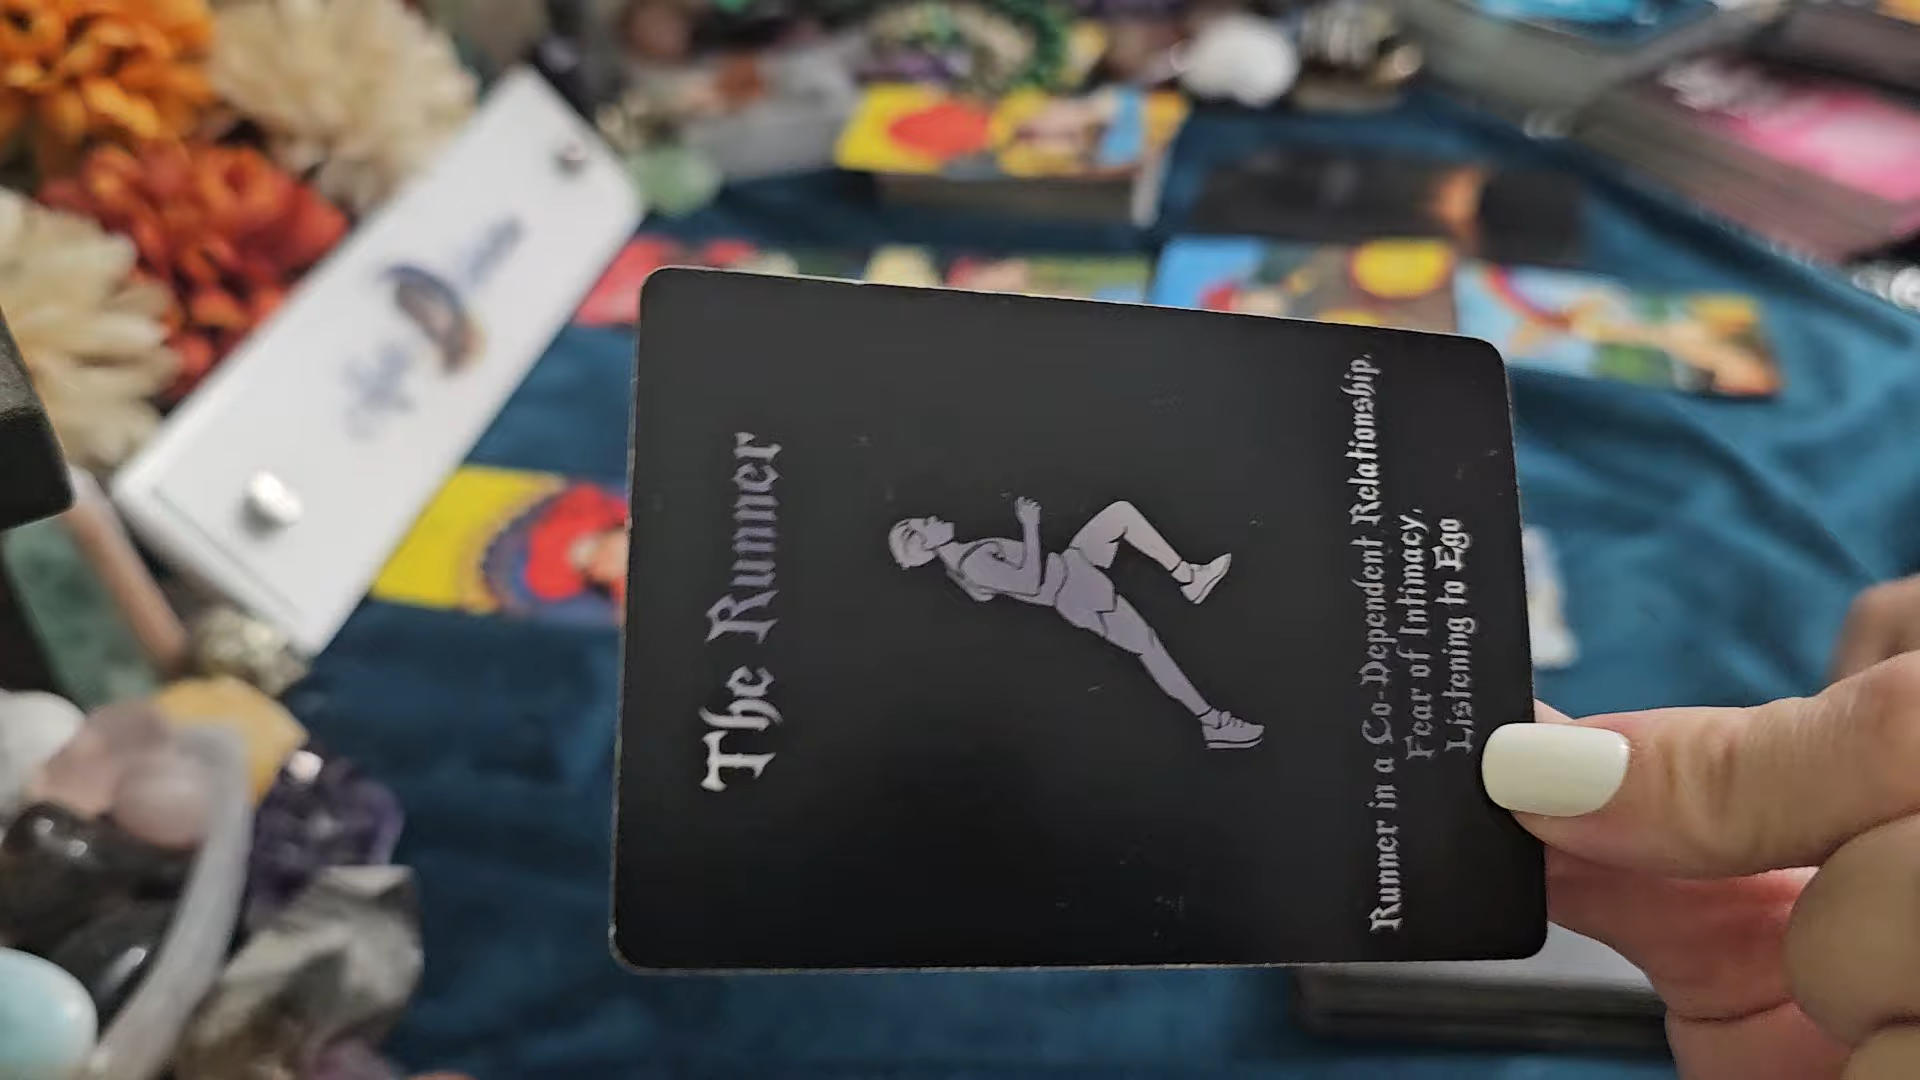 The Runner
Runner in a Co-Dependent Relationship,
Fear of Intimacy,
Listening to Ego